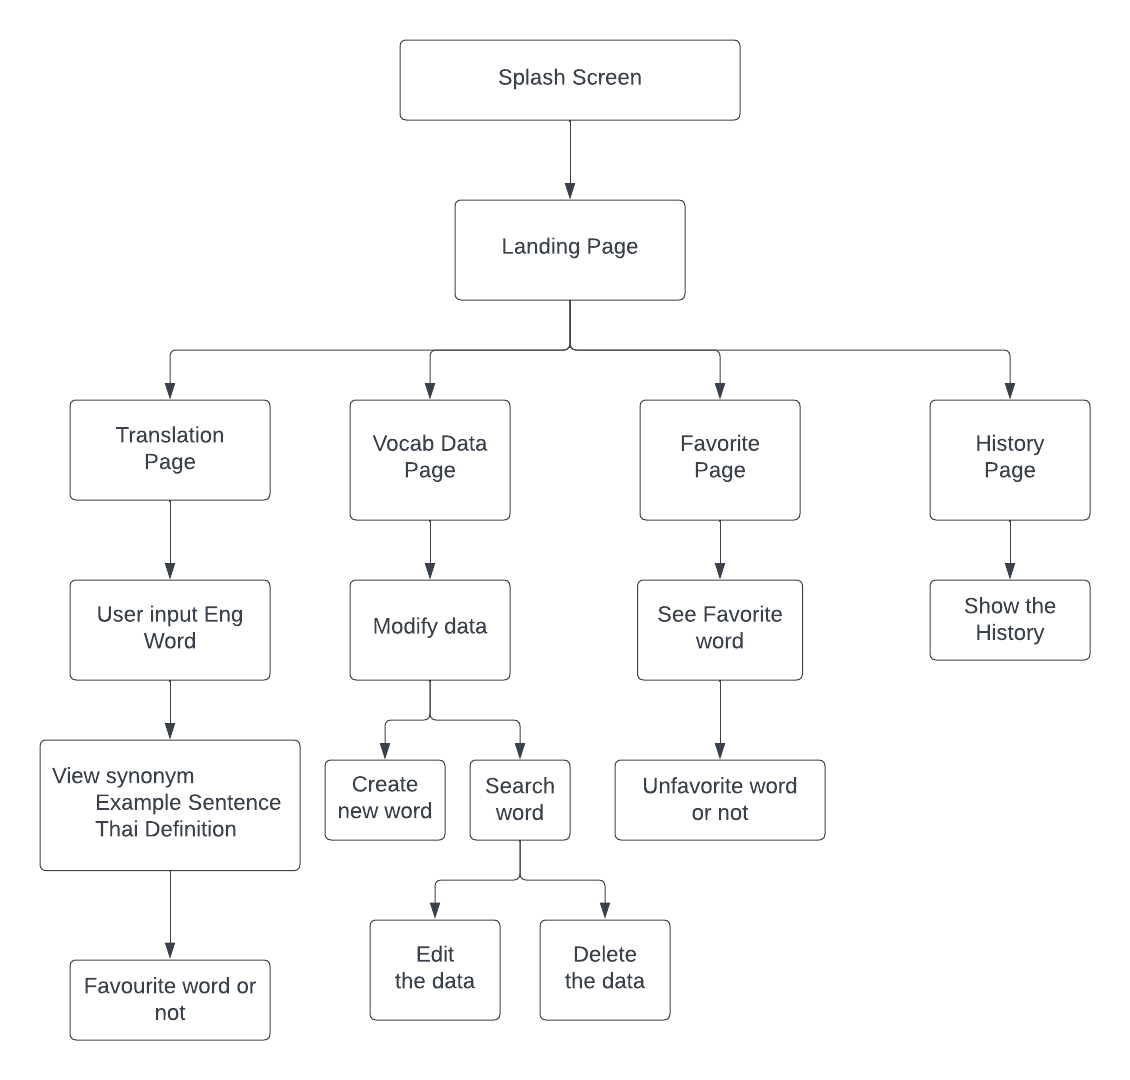 Splash Screen
Landing Page
Translation
Page
Vocab Data
Page
Favorite
Page
History
Page
User input Eng
Word
Modify data
See Favorite
word
Show the
History
View synonym
Example Sentence
Thai Definition
Create
new word
Search
word
Unfavorite word
or not
Favourite word or
not
Edit
the data
Delete
the data